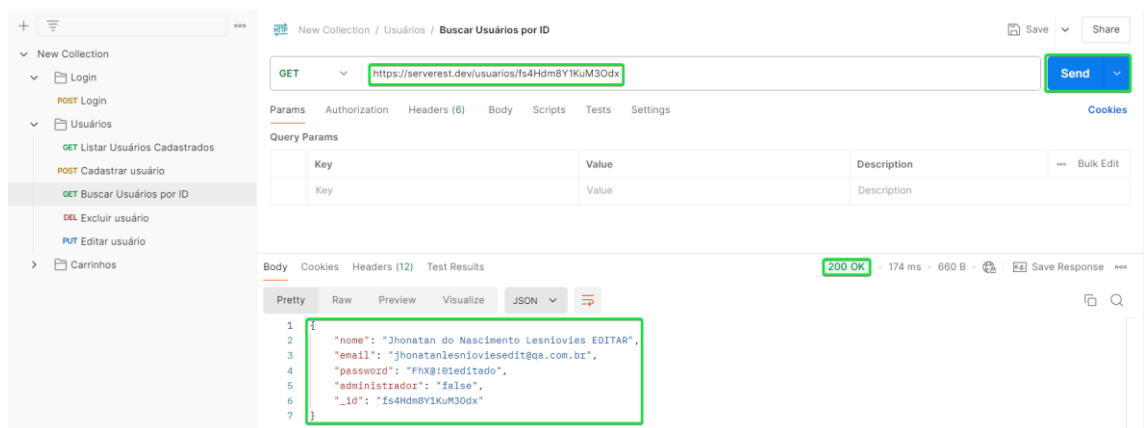 New Collection / Usuários / Buscar Usuários por ID
Save
Share
New Collection
Login
POST Login
Usuários
GET Listar Usuários Cadastrados
POST Cadastrar usuário
GET Buscar Usuários por ID
DEL Excluir usuário
PUT Editar usuário
Carrinhos
GET
https://serverest.dev/usuarios/fs4Hdm8Y1KuM3Odx
Send
Params Authorization Headers (6) Body Scripts Tests Settings
Cookies
Query Params
Key Value Description Bulk Edit
Key Value Description
Body Cookies Headers (12) Test Results
200 OK 174 ms 660 B Save Response
Pretty Raw Preview Visualize JSON
1 {
2 "nome": "Jhonatan do Nascimento Lesniovies EDITAR",
3 "email": "jhonatanlesnioviesedit@qa.com.br",
4 "password": "FhX@!01editado",
5 "administrador": "false",
6 "_id": "fs4Hdm8Y1KuM3Odx"
7 }